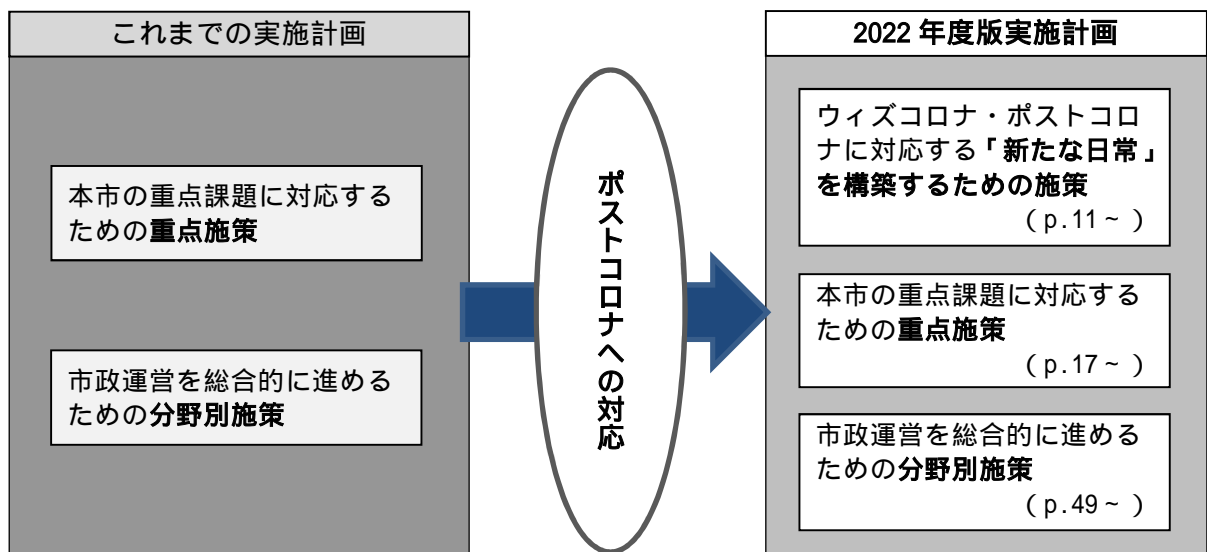 これまでの実施計画
本市の重点課題に対応する
ための重点施策
市政運営を総合的に進める
ための分野別施策
ポストコロナへの対応
2022 年度版実施計画
ウィズコロナ・ポストコロ
ナに対応する「新たな日常」
を構築するための施策
（p.11～ ）
本市の重点課題に対応する
ための重点施策
（p.17～ ）
市政運営を総合的に進める
ための分野別施策
（p.49～ ）